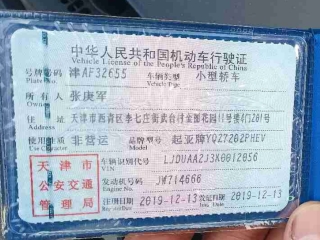 中华人民共和国机动车行驶证
Vehicle License of the People's Republic of China
号牌号码 津AF32655 车辆类型 小型轿车
Vehicle Type
所有人 张庚军
Owner
住址 天津市西青区李七庄街武台村金图花园11号楼4门201号
Address
使用性质 非营运 品牌型号 起亚牌YQZ7202PHEV
Use Character
天津市 车辆识别代号 LJDUAA2J3K0012056
公安交通 发动机号码 JW714666
Engine No.
管理局 注册日期 2019-12-13 发证日期 2019-12-13